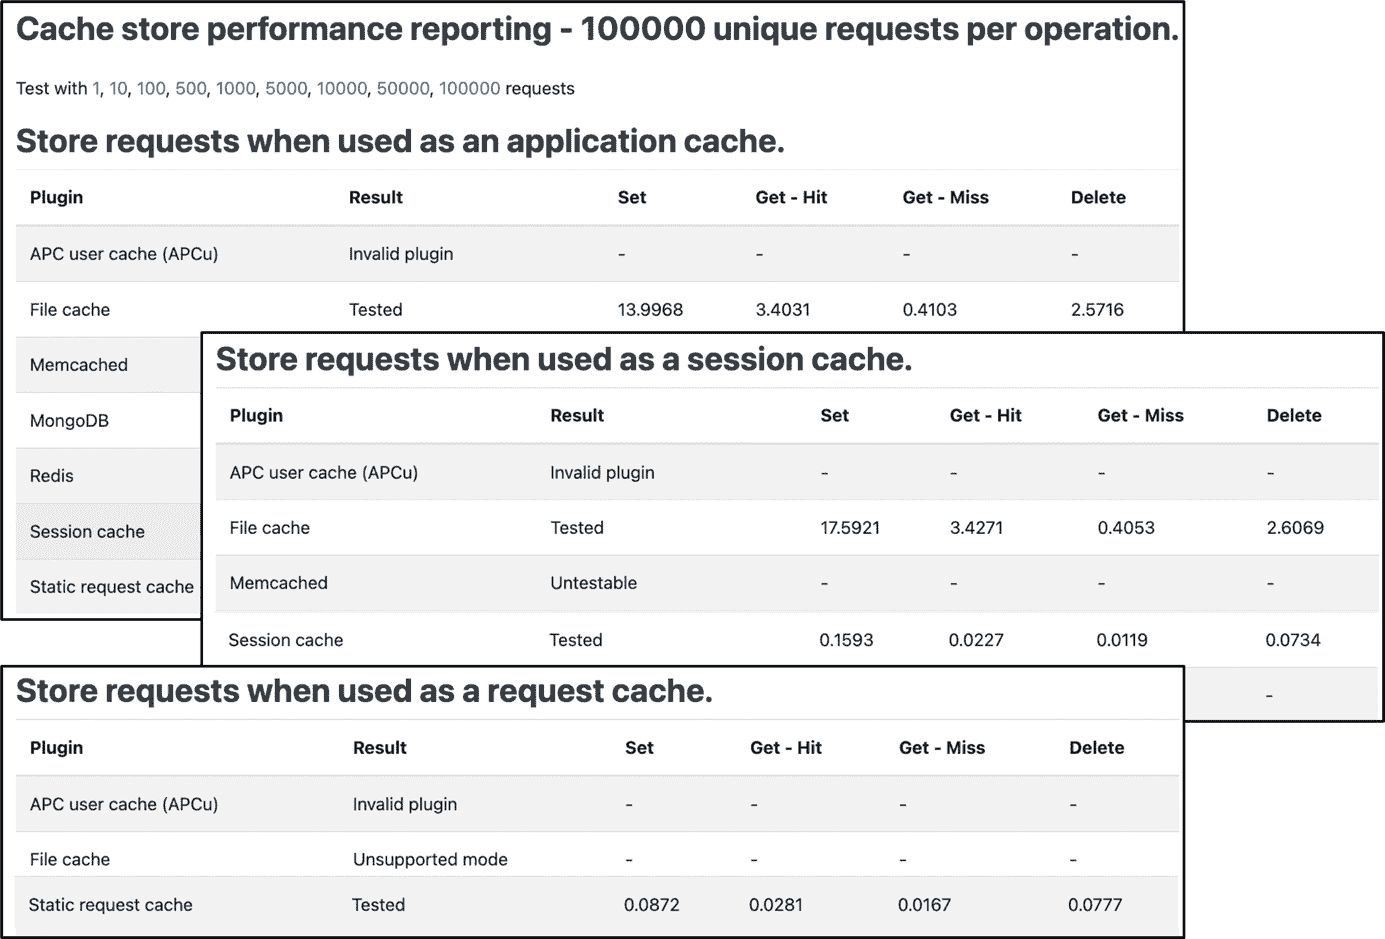 Cache store performance reporting - 100000 unique requests per operation.
Test with 1, 10, 100, 500, 1000, 5000, 10000, 50000, 100000 requests
Store requests when used as an application cache.
Plugin Result Set Get - Hit Get - Miss Delete
APC user cache (APCu) Invalid plugin - - - -
File cache Tested 13.9968 3.4031 0.4103 2.5716
Memcached
MongoDB
Redis
Session cache
Static request cache
Store requests when used as a session cache.
Plugin Result Set Get - Hit Get - Miss Delete
APC user cache (APCu) Invalid plugin - - - -
File cache Tested 17.5921 3.4271 0.4053 2.6069
Memcached Untestable - - - -
Session cache Tested 0.1593 0.0227 0.0119 0.0734
-
Store requests when used as a request cache.
Plugin Result Set Get - Hit Get - Miss Delete
APC user cache (APCu) Invalid plugin - - - -
File cache Unsupported mode - - - -
Static request cache Tested 0.0872 0.0281 0.0167 0.0777